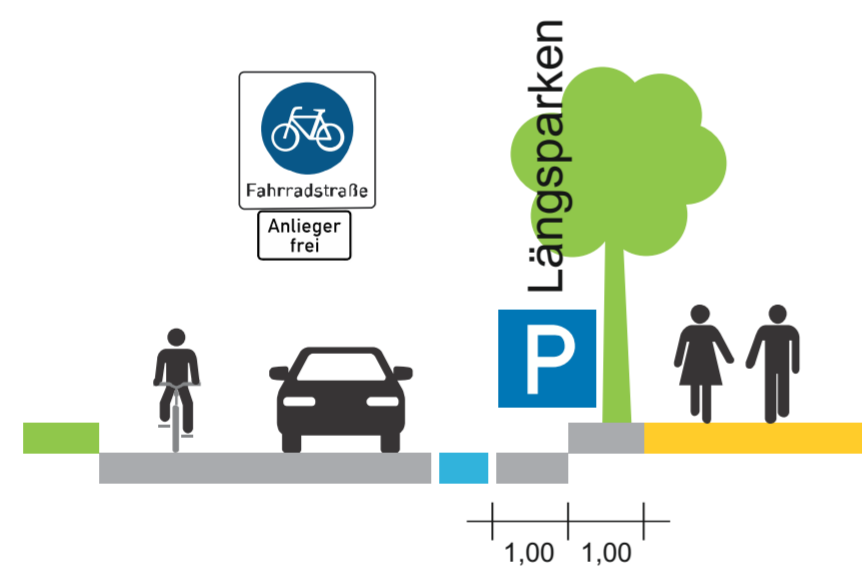 Längsparken
Fahrradstraße
Anlieger
frei
P
1,00 1,00